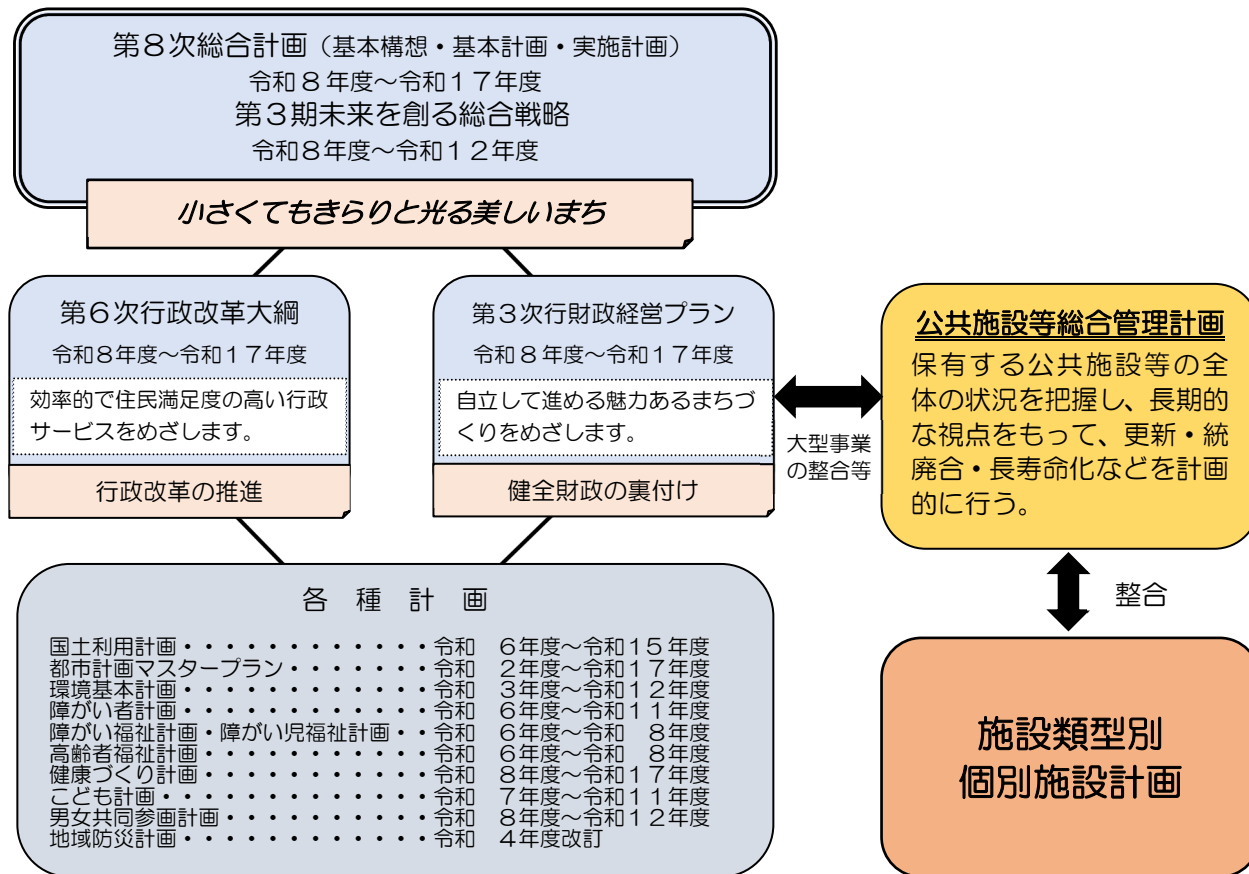 第8次総合計画（基本構想・基本計画・実施計画）
令和8年度～令和17年度
第3期未来を創る総合戦略
令和8年度～令和12年度
小さくてもきらりと光る美しいまち
第6次行政改革大綱
令和8年度～令和17年度
効率的で住民満足度の高い行政
サービスをめざします。
行政改革の推進
第3次行財政経営プラン
令和8年度～令和17年度
自立して進める魅力あるまちづ
くりをめざします。
健全財政の裏付け
大型事業
の整合等
公共施設等総合管理計画
保有する公共施設等の全
体の状況を把握し、長期的
な視点をもって、更新・統
廃合・長寿命化などを計画
的に行う。
整合
施設類型別
個別施設計画
各　種　計　画
国土利用計画・・・・・・・・・・・・・令和　6年度～令和15年度
都市計画マスタープラン・・・・・・・令和　2年度～令和17年度
環境基本計画・・・・・・・・・・・・・令和　3年度～令和12年度
障がい者計画・・・・・・・・・・・・・令和　6年度～令和11年度
障がい福祉計画・障がい児福祉計画・・令和　6年度～令和　8年度
高齢者福祉計画・・・・・・・・・・・・令和　6年度～令和　8年度
健康づくり計画・・・・・・・・・・・・令和　8年度～令和17年度
こども計画・・・・・・・・・・・・・・令和　7年度～令和11年度
男女共同参画計画・・・・・・・・・・・令和　8年度～令和12年度
地域防災計画・・・・・・・・・・・・・令和　4年度改訂